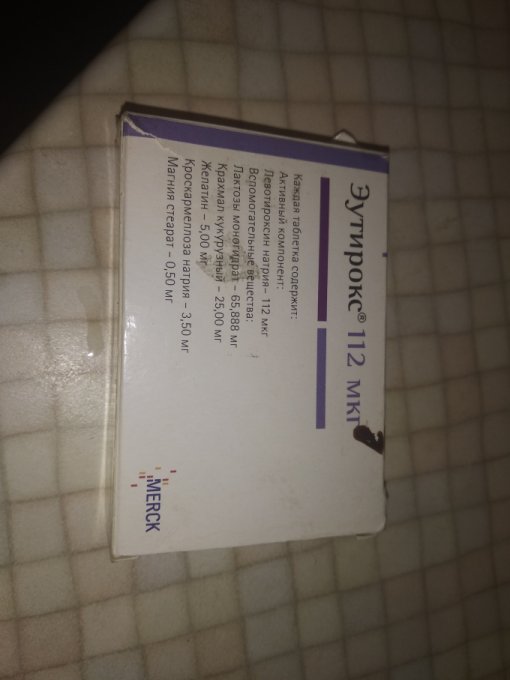 Эутирокс® 112 мкг
Каждая таблетка содержит:
Активный компонент:
Левотироксин натрия – 112 мкг
Вспомогательные вещества:
Лактозы моногидрат – 65,888 мг
Крахмал кукурузный – 25,00 мг
Желатин – 5,00 мг
Кроскармеллоза натрия – 3,50 мг
Магния стеарат – 0,50 мг
MERCK